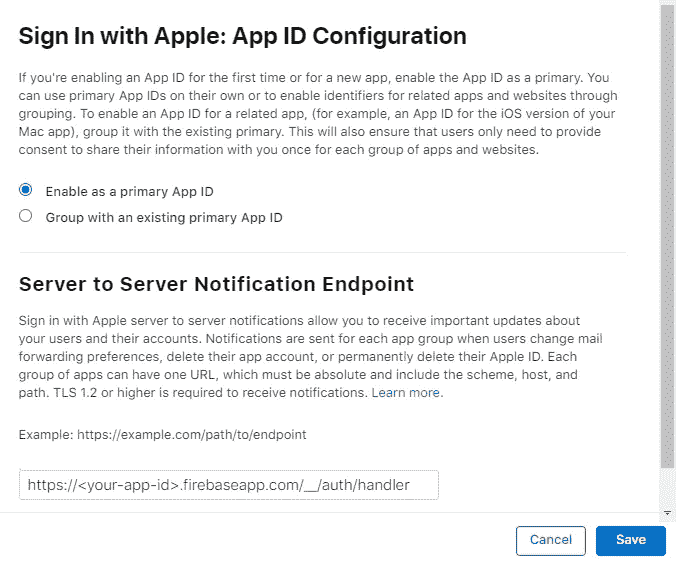 Sign In with Apple: App ID Configuration
If you're enabling an App ID for the first time or for a new app, enable the App ID as a primary. You
can use primary App IDs on their own or to enable identifiers for related apps and websites through
grouping. To enable an App ID for a related app, (for example, an App ID for the iOS version of your
Mac app), group it with the existing primary. This will also ensure that users only need to provide
consent to share their information with you once for each group of apps and websites.
Enable as a primary App ID
Group with an existing primary App ID
Server to Server Notification Endpoint
Sign in with Apple server to server notifications allow you to receive important updates about
your users and their accounts. Notifications are sent for each app group when users change mail
forwarding preferences, delete their app account, or permanently delete their Apple ID. Each
group of apps can have one URL, which must be absolute and include the scheme, host, and
path. TLS 1.2 or higher is required to receive notifications. Learn more.
Example: https://example.com/path/to/endpoint
https://<your-app-id>.firebaseapp.com/__/auth/handler
Cancel Save